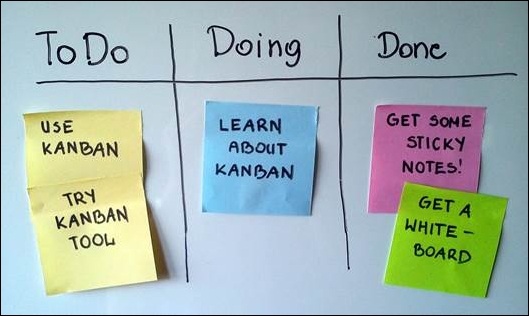 To Do
Doing
Done
USE
KANBAN
TRY
KANBAN
TOOL
LEARN
ABOUT
KANBAN
GET SOME
STICKY
NOTES!
GET A
WHITE-
BOARD